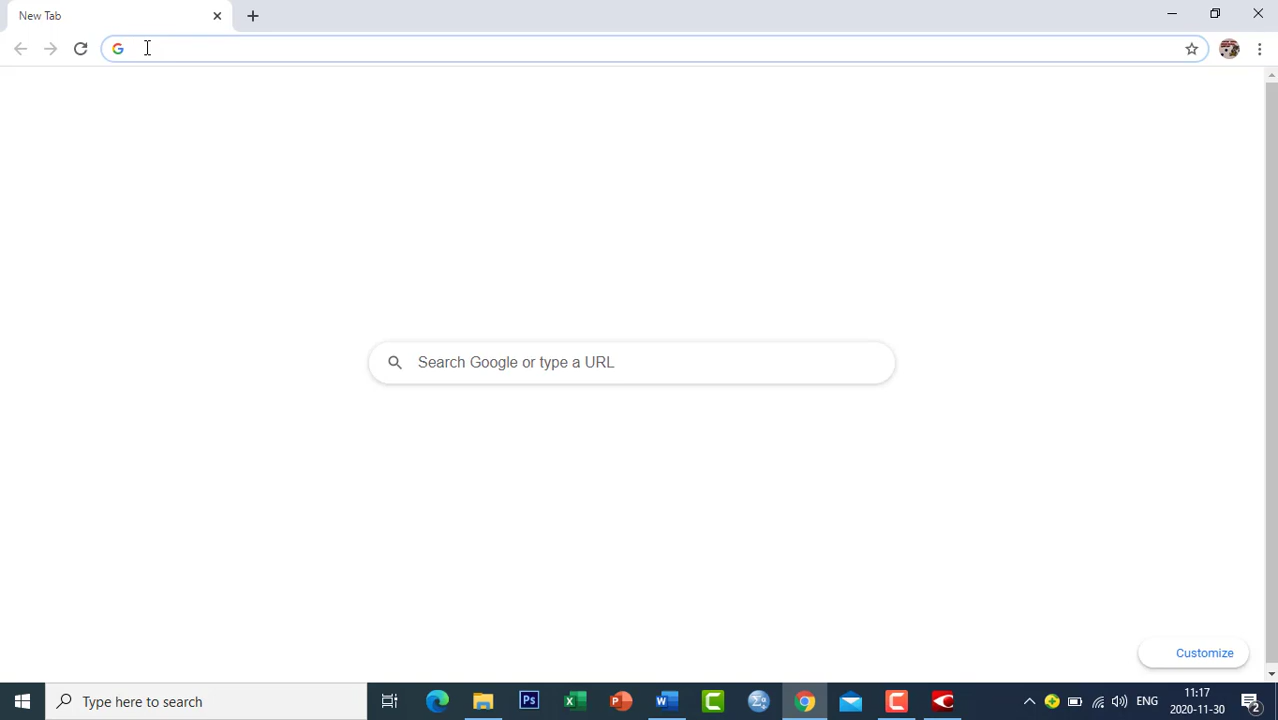 New Tab
Search Google or type a URL
Customize
Type here to search
Ps
ENG
11:17
2020-11-30
2